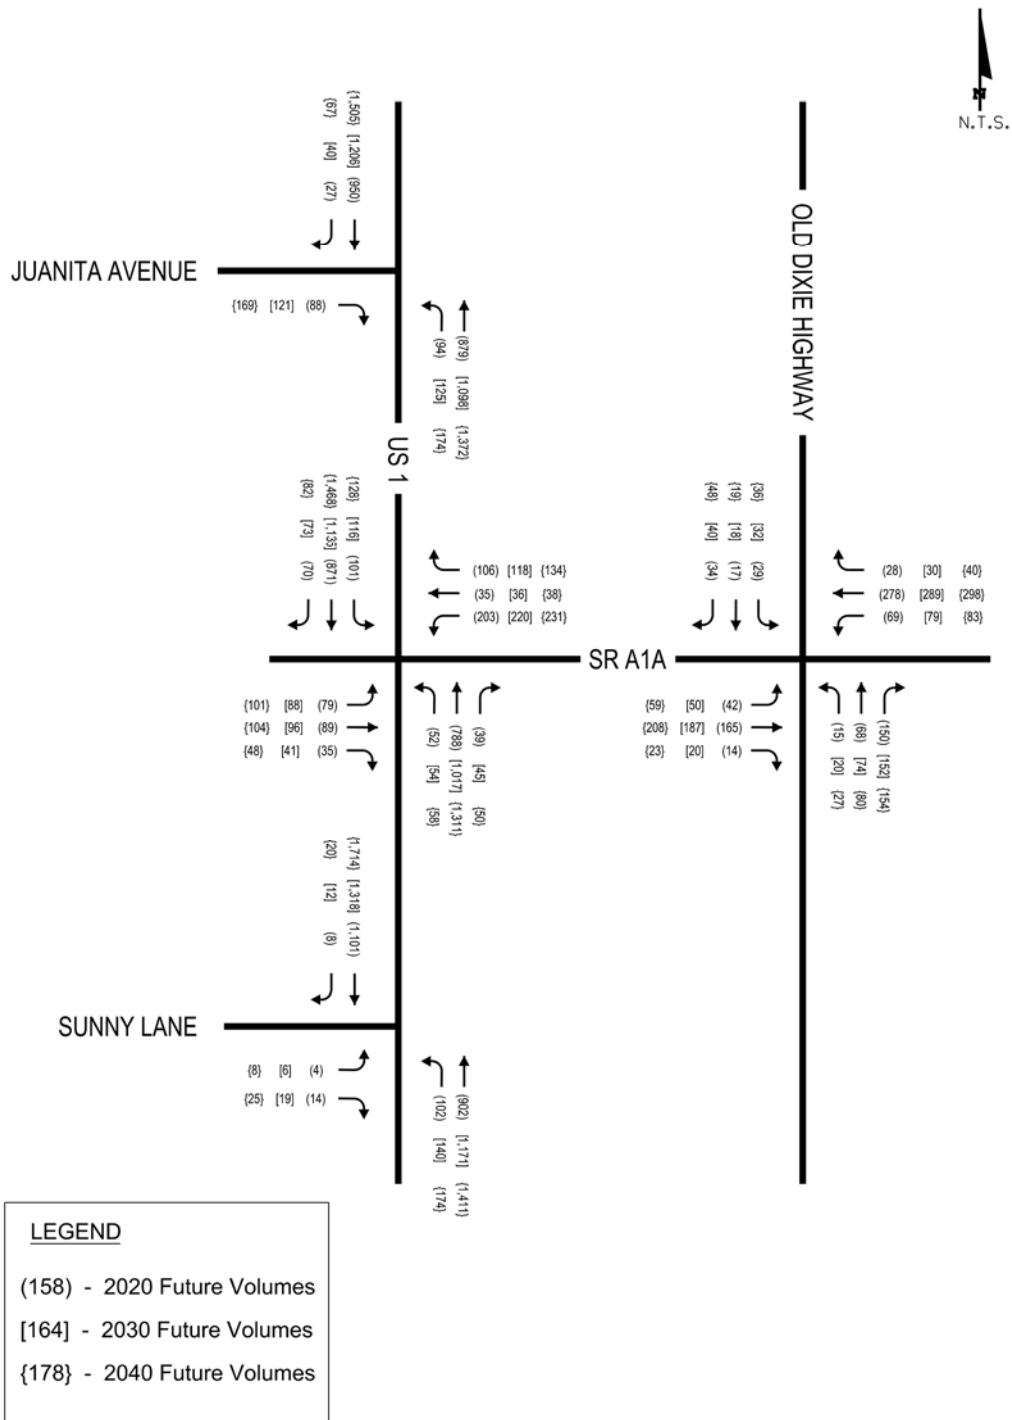 N
N.T.S.
{1,505} [1,206] (950)
{67} [40] (27)
JUANITA AVENUE
{169} [121] (88)
(94) [125] {174}
(879) [1,098] {1,372}
US 1
OLD DIXIE HIGHWAY
{128} [116] (101)
{1,468} [1,135] (871)
{82} [73] (70)
(106) [118] {134}
(35) [36] {38}
(203) [220] {231}
{36} [32] (29)
{19} [18] (17)
{48} [40] (34)
(28) [30] {40}
(278) [289] {298}
(69) [79] {83}
SR A1A
{101} [88] (79)
{104} [96] (89)
{48} [41] (35)
(52) [54] {58}
(788) [1,017] {1,311}
(39) [45] {50}
{59} [50] (42)
{208} [187] (165)
{23} [20] (14)
(15) [20] {27}
(68) [74] {80}
(150) [152] {154}
{1,714} [1,318] (1,101)
{20} [12] (8)
SUNNY LANE
{8} [6] (4)
{25} [19] (14)
(102) [140] {174}
(902) [1,171] {1,411}
LEGEND
(158) - 2020 Future Volumes
[164] - 2030 Future Volumes
{178} - 2040 Future Volumes